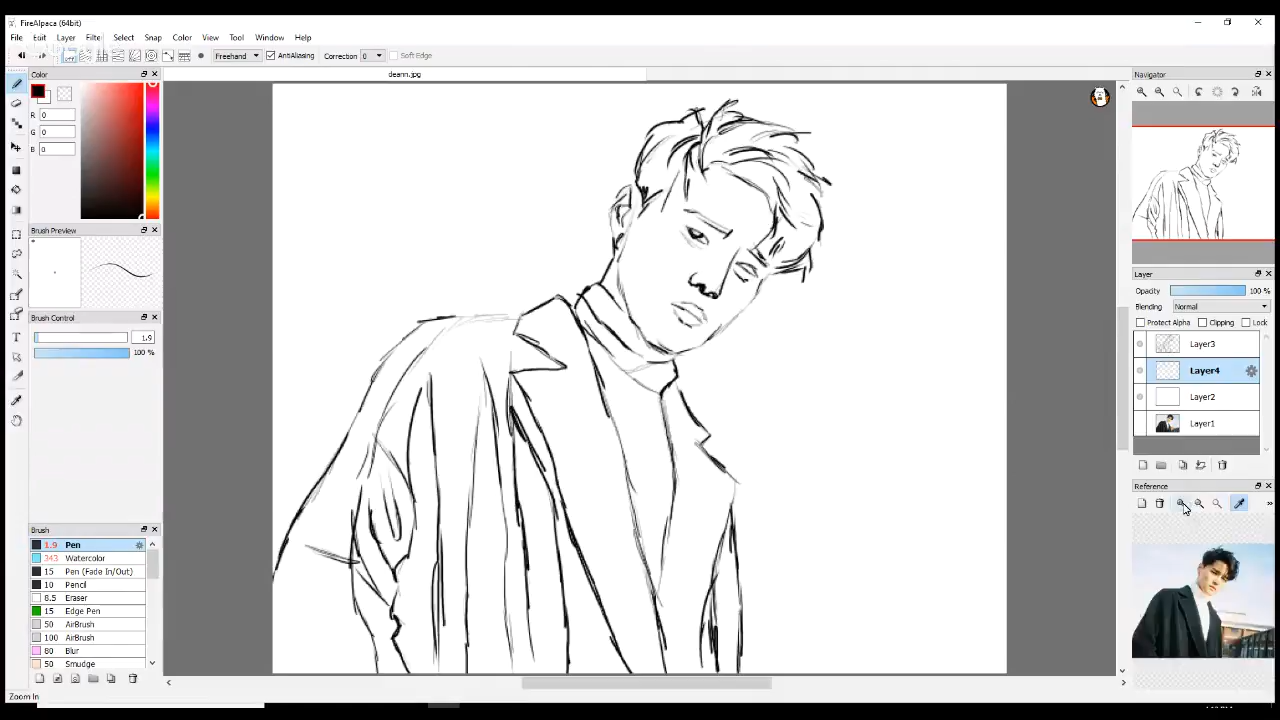 FireAlpaca (64bit)
File Edit Layer Filter Select Snap Color View Tool Window Help
Freehand AntiAliasing Correction 0 Soft Edge
Color
deann.jpg
Navigator
R 0
G 0
B 0
Brush Preview
Layer
Opacity 100 %
Blending Normal
Brush Control
Protect Alpha Clipping Lock
1.9
100 %
Layer3
Layer4
Layer2
Layer1
Reference
Brush
1.9 Pen
243 Watercolor
15 Pen (Fade In/Out)
10 Pencil
8.5 Eraser
15 Edge Pen
50 AirBrush
100 AirBrush
80 Blur
50 Smudge
Zoom In